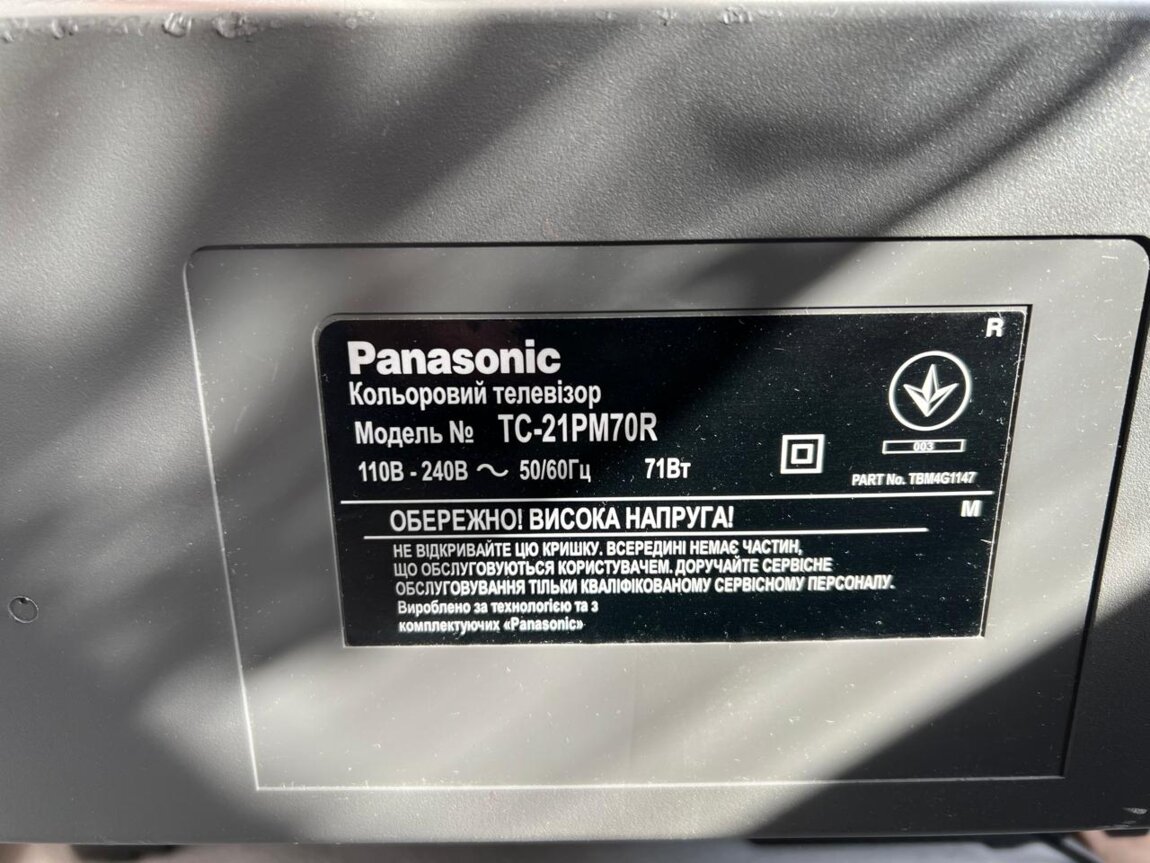 R
Panasonic
Кольоровий телевізор
Модель № TC-21PM70R
110В - 240В ～ 50/60Гц 71Вт
003
PART No. TBM4G1147
M
ОБЕРЕЖНО! ВИСОКА НАПРУГА!
НЕ ВІДКРИВАЙТЕ ЦЮ КРИШКУ. ВСЕРЕДИНІ НЕМАЄ ЧАСТИН,
ЩО ОБСЛУГОВУЮТЬСЯ КОРИСТУВАЧЕМ. ДОРУЧАЙТЕ СЕРВІСНЕ
ОБСЛУГОВУВАННЯ ТІЛЬКИ КВАЛІФІКОВАНОМУ СЕРВІСНОМУ ПЕРСОНАЛУ.
Вироблено за технологією та з
комплектуючих «Panasonic»